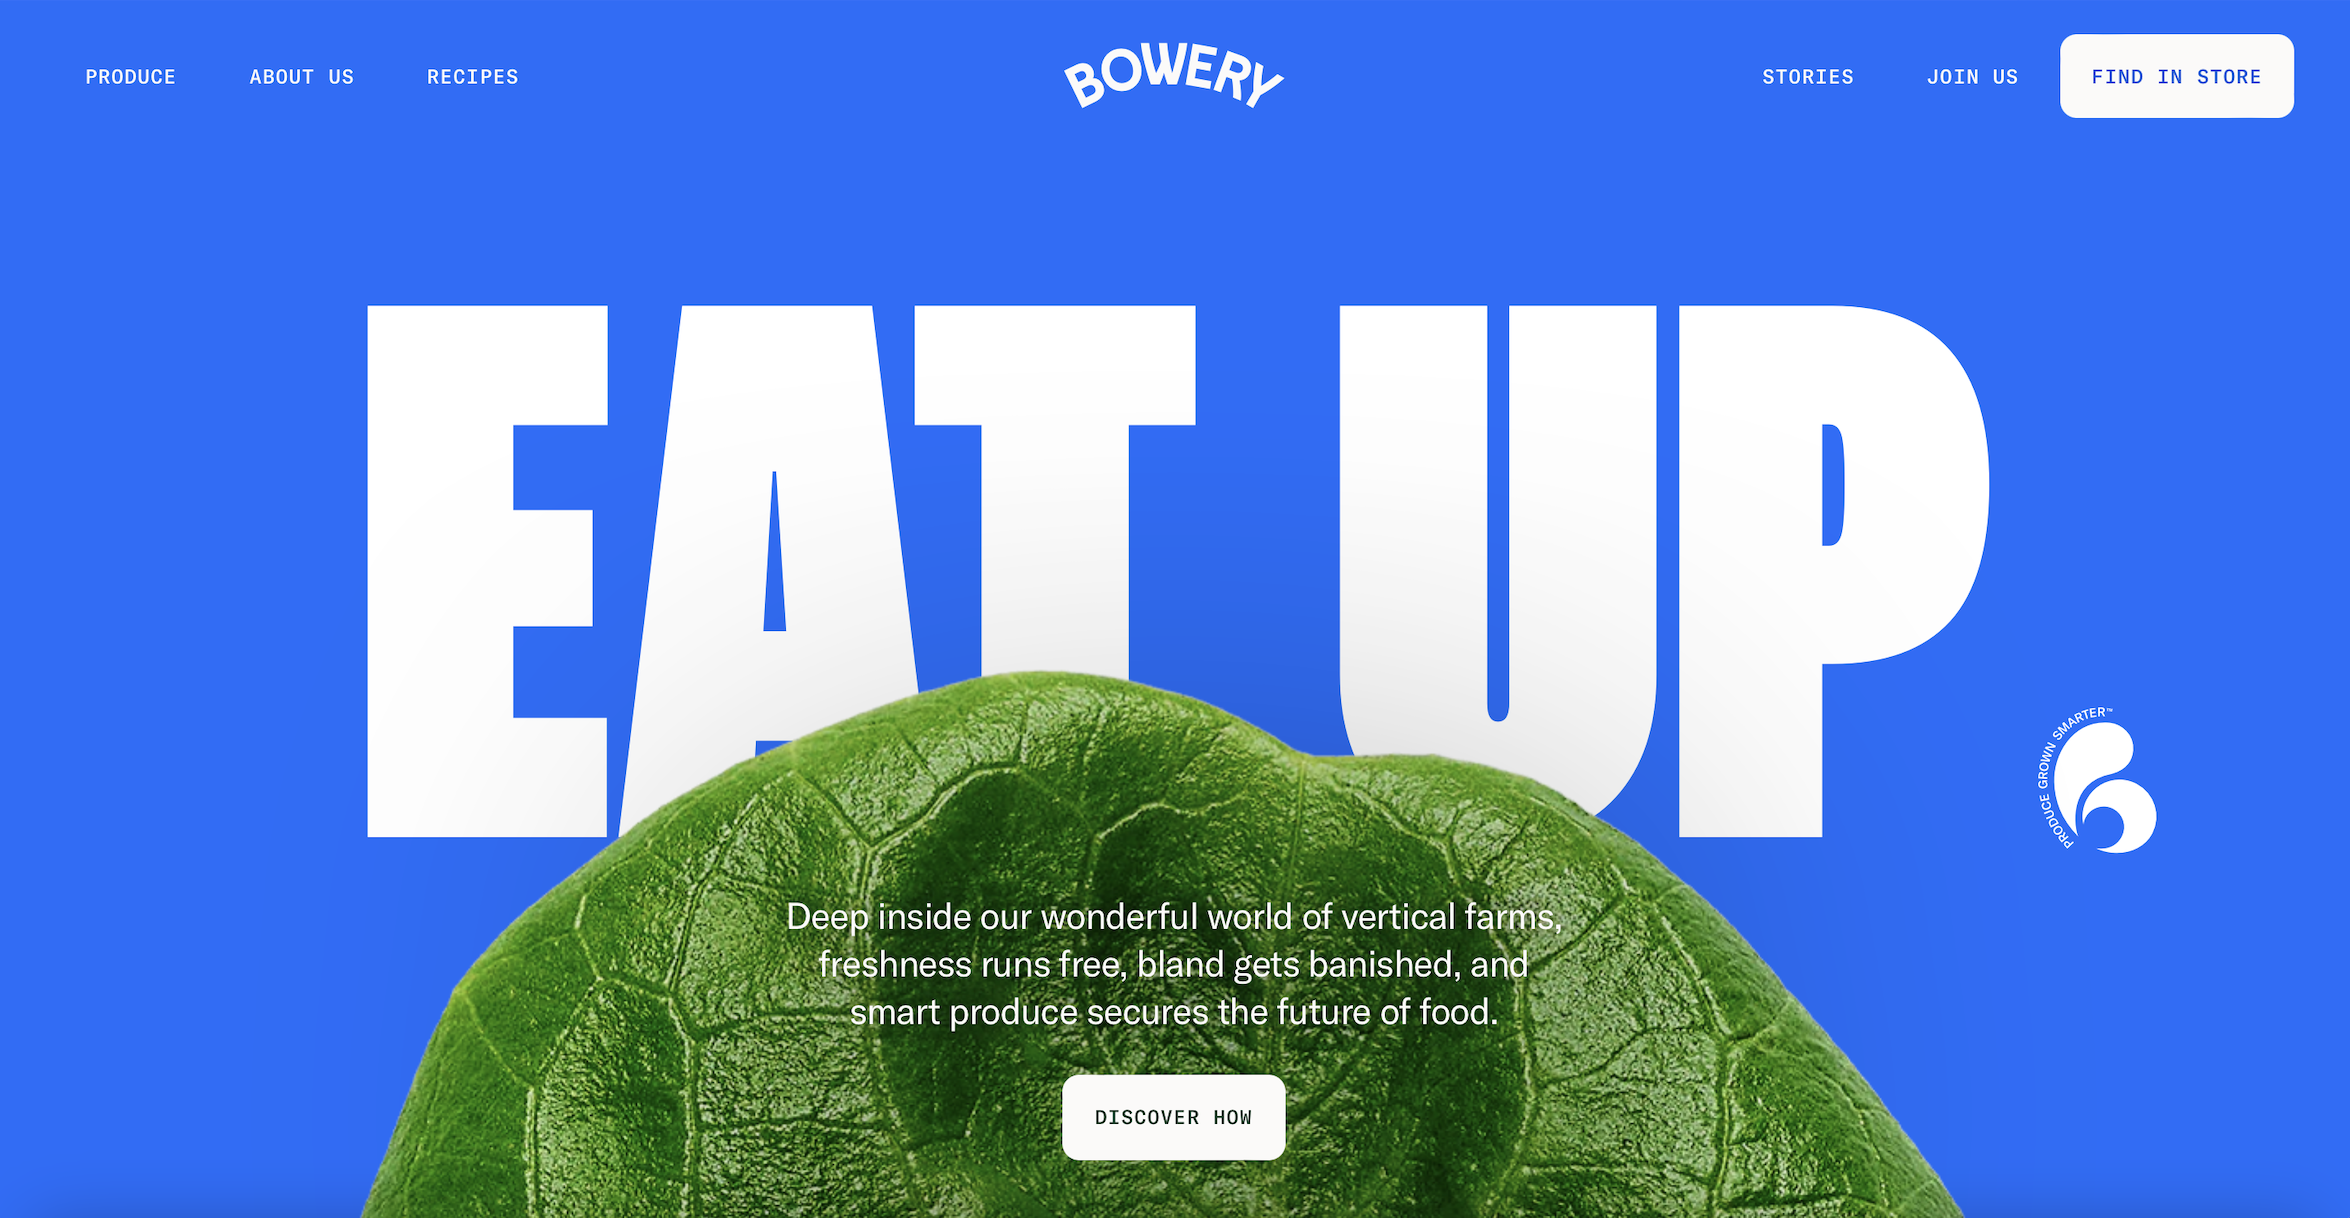 PRODUCE
ABOUT US
RECIPES
BOWERY
STORIES
JOIN US
FIND IN STORE
EAT UP
PRODUCE GROWN SMARTER™
Deep inside our wonderful world of vertical farms,
freshness runs free, bland gets banished, and
smart produce secures the future of food.
DISCOVER HOW